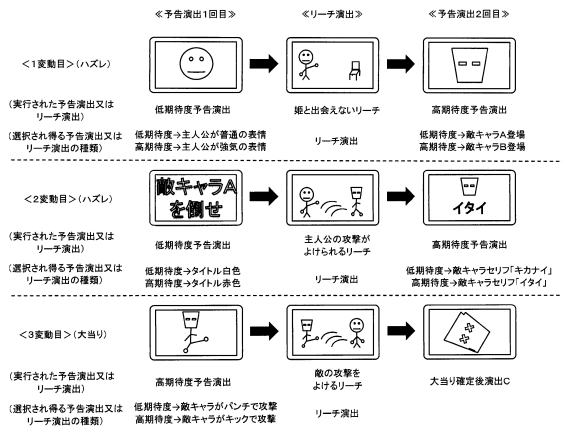 ≪予告演出1回目≫
≪リーチ演出≫
≪予告演出2回目≫
＜1変動目＞(ハズレ)
(実行された予告演出又は
リーチ演出)
低期待度予告演出
姫と出会えないリーチ
高期待度予告演出
(選択され得る予告演出又は
リーチ演出の種類)
低期待度→主人公が普通の表情
高期待度→主人公が強気の表情
リーチ演出
低期待度→敵キャラA登場
高期待度→敵キャラB登場
＜2変動目＞(ハズレ)
敵キャラA
を倒せ
イタイ
(実行された予告演出又は
リーチ演出)
低期待度予告演出
主人公の攻撃が
よけられるリーチ
高期待度予告演出
(選択され得る予告演出又は
リーチ演出の種類)
低期待度→タイトル白色
高期待度→タイトル赤色
リーチ演出
低期待度→敵キャラセリフ「キカナイ」
高期待度→敵キャラセリフ「イタイ」
＜3変動目＞(大当り)
(実行された予告演出又は
リーチ演出)
高期待度予告演出
敵の攻撃を
よけるリーチ
大当り確定後演出C
(選択され得る予告演出又は
リーチ演出の種類)
低期待度→敵キャラがパンチで攻撃
高期待度→敵キャラがキックで攻撃
リーチ演出